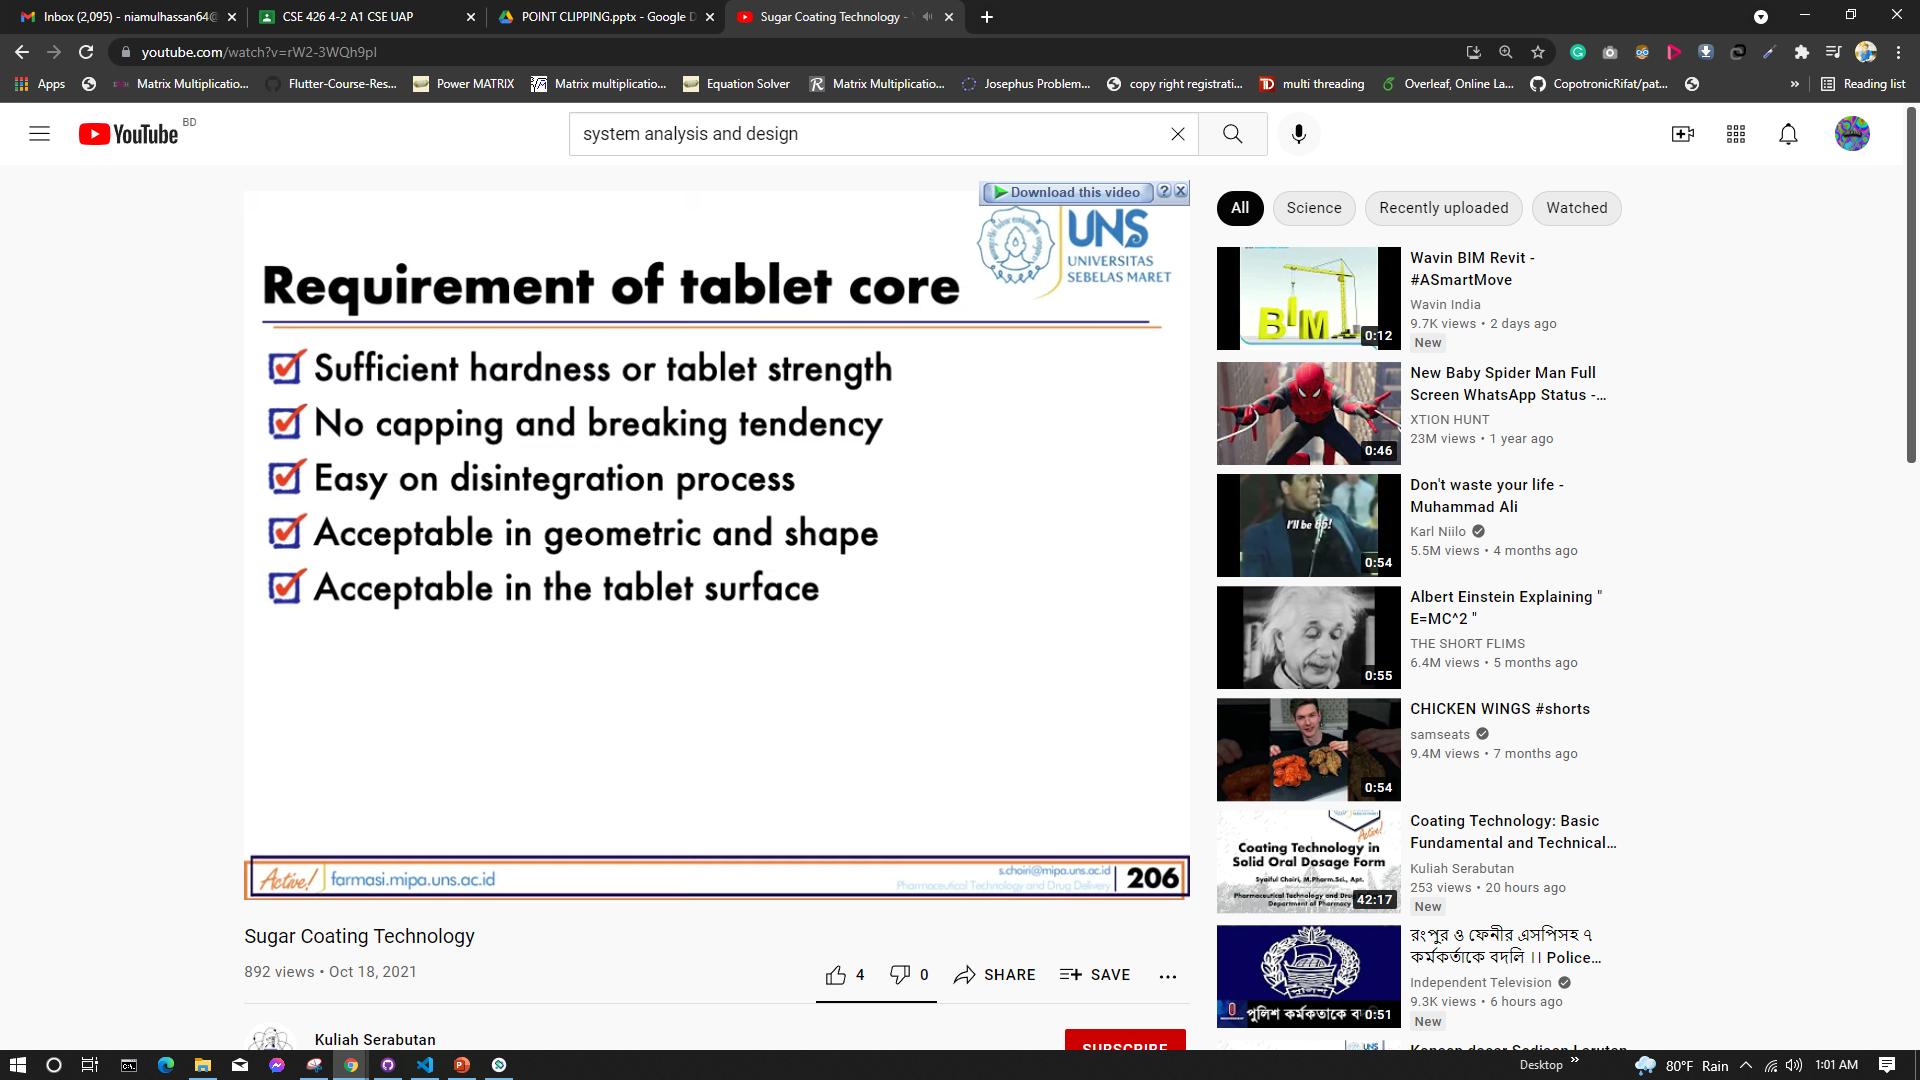 Inbox (2,095) - niamulhassan64@
CSE 426 4-2 A1 CSE UAP
POINT CLIPPING.pptx - Google D
Sugar Coating Technology -
youtube.com/watch?v=rW2-3WQh9pI
Apps
Matrix Multiplicatio...
Flutter-Course-Res...
Power MATRIX
Matrix multiplicatio...
Equation Solver
Matrix Multiplicatio...
Josephus Problem...
copy right registrati...
multi threading
Overleaf, Online La...
CopotronicRifat/pat...
»
Reading list
YouTube BD
system analysis and design
Download this video
UNS
UNIVERSITAS
SEBELAS MARET
Requirement of tablet core
Sufficient hardness or tablet strength
No capping and breaking tendency
Easy on disintegration process
Acceptable in geometric and shape
Acceptable in the tablet surface
Active!
farmasi.mipa.uns.ac.id
s.choiri@mipa.uns.ac.id
Pharmaceutical Technology and Drug Delivery
206
Sugar Coating Technology
892 views • Oct 18, 2021
4
0
SHARE
SAVE
Kuliah Serabutan
SUBSCRIBE
All
Science
Recently uploaded
Watched
BIM
0:12
Wavin BIM Revit -
#ASmartMove
Wavin India
9.7K views • 2 days ago
New
0:46
New Baby Spider Man Full
Screen WhatsApp Status -...
XTION HUNT
23M views • 1 year ago
I'll be 65!
0:54
Don't waste your life -
Muhammad Ali
Karl Niilo
5.5M views • 4 months ago
0:55
Albert Einstein Explaining "
E=MC^2 "
THE SHORT FLIMS
6.4M views • 5 months ago
0:54
CHICKEN WINGS #shorts
samseats
9.4M views • 7 months ago
Active!
Coating Technology in
Solid Oral Dosage Form
Syaiful Choiri, M.Pharm.Sci., Apt.
Department of Pharmacy
42:17
Coating Technology: Basic
Fundamental and Technical...
Kuliah Serabutan
253 views • 20 hours ago
New
0:51
রংপুর ও ফেনীর এসপিসহ ৭
কর্মকর্তাকে বদলি ।। Police...
Independent Television
9.3K views • 6 hours ago
New
UNS
Desktop
»
80°F Rain
1:01 AM